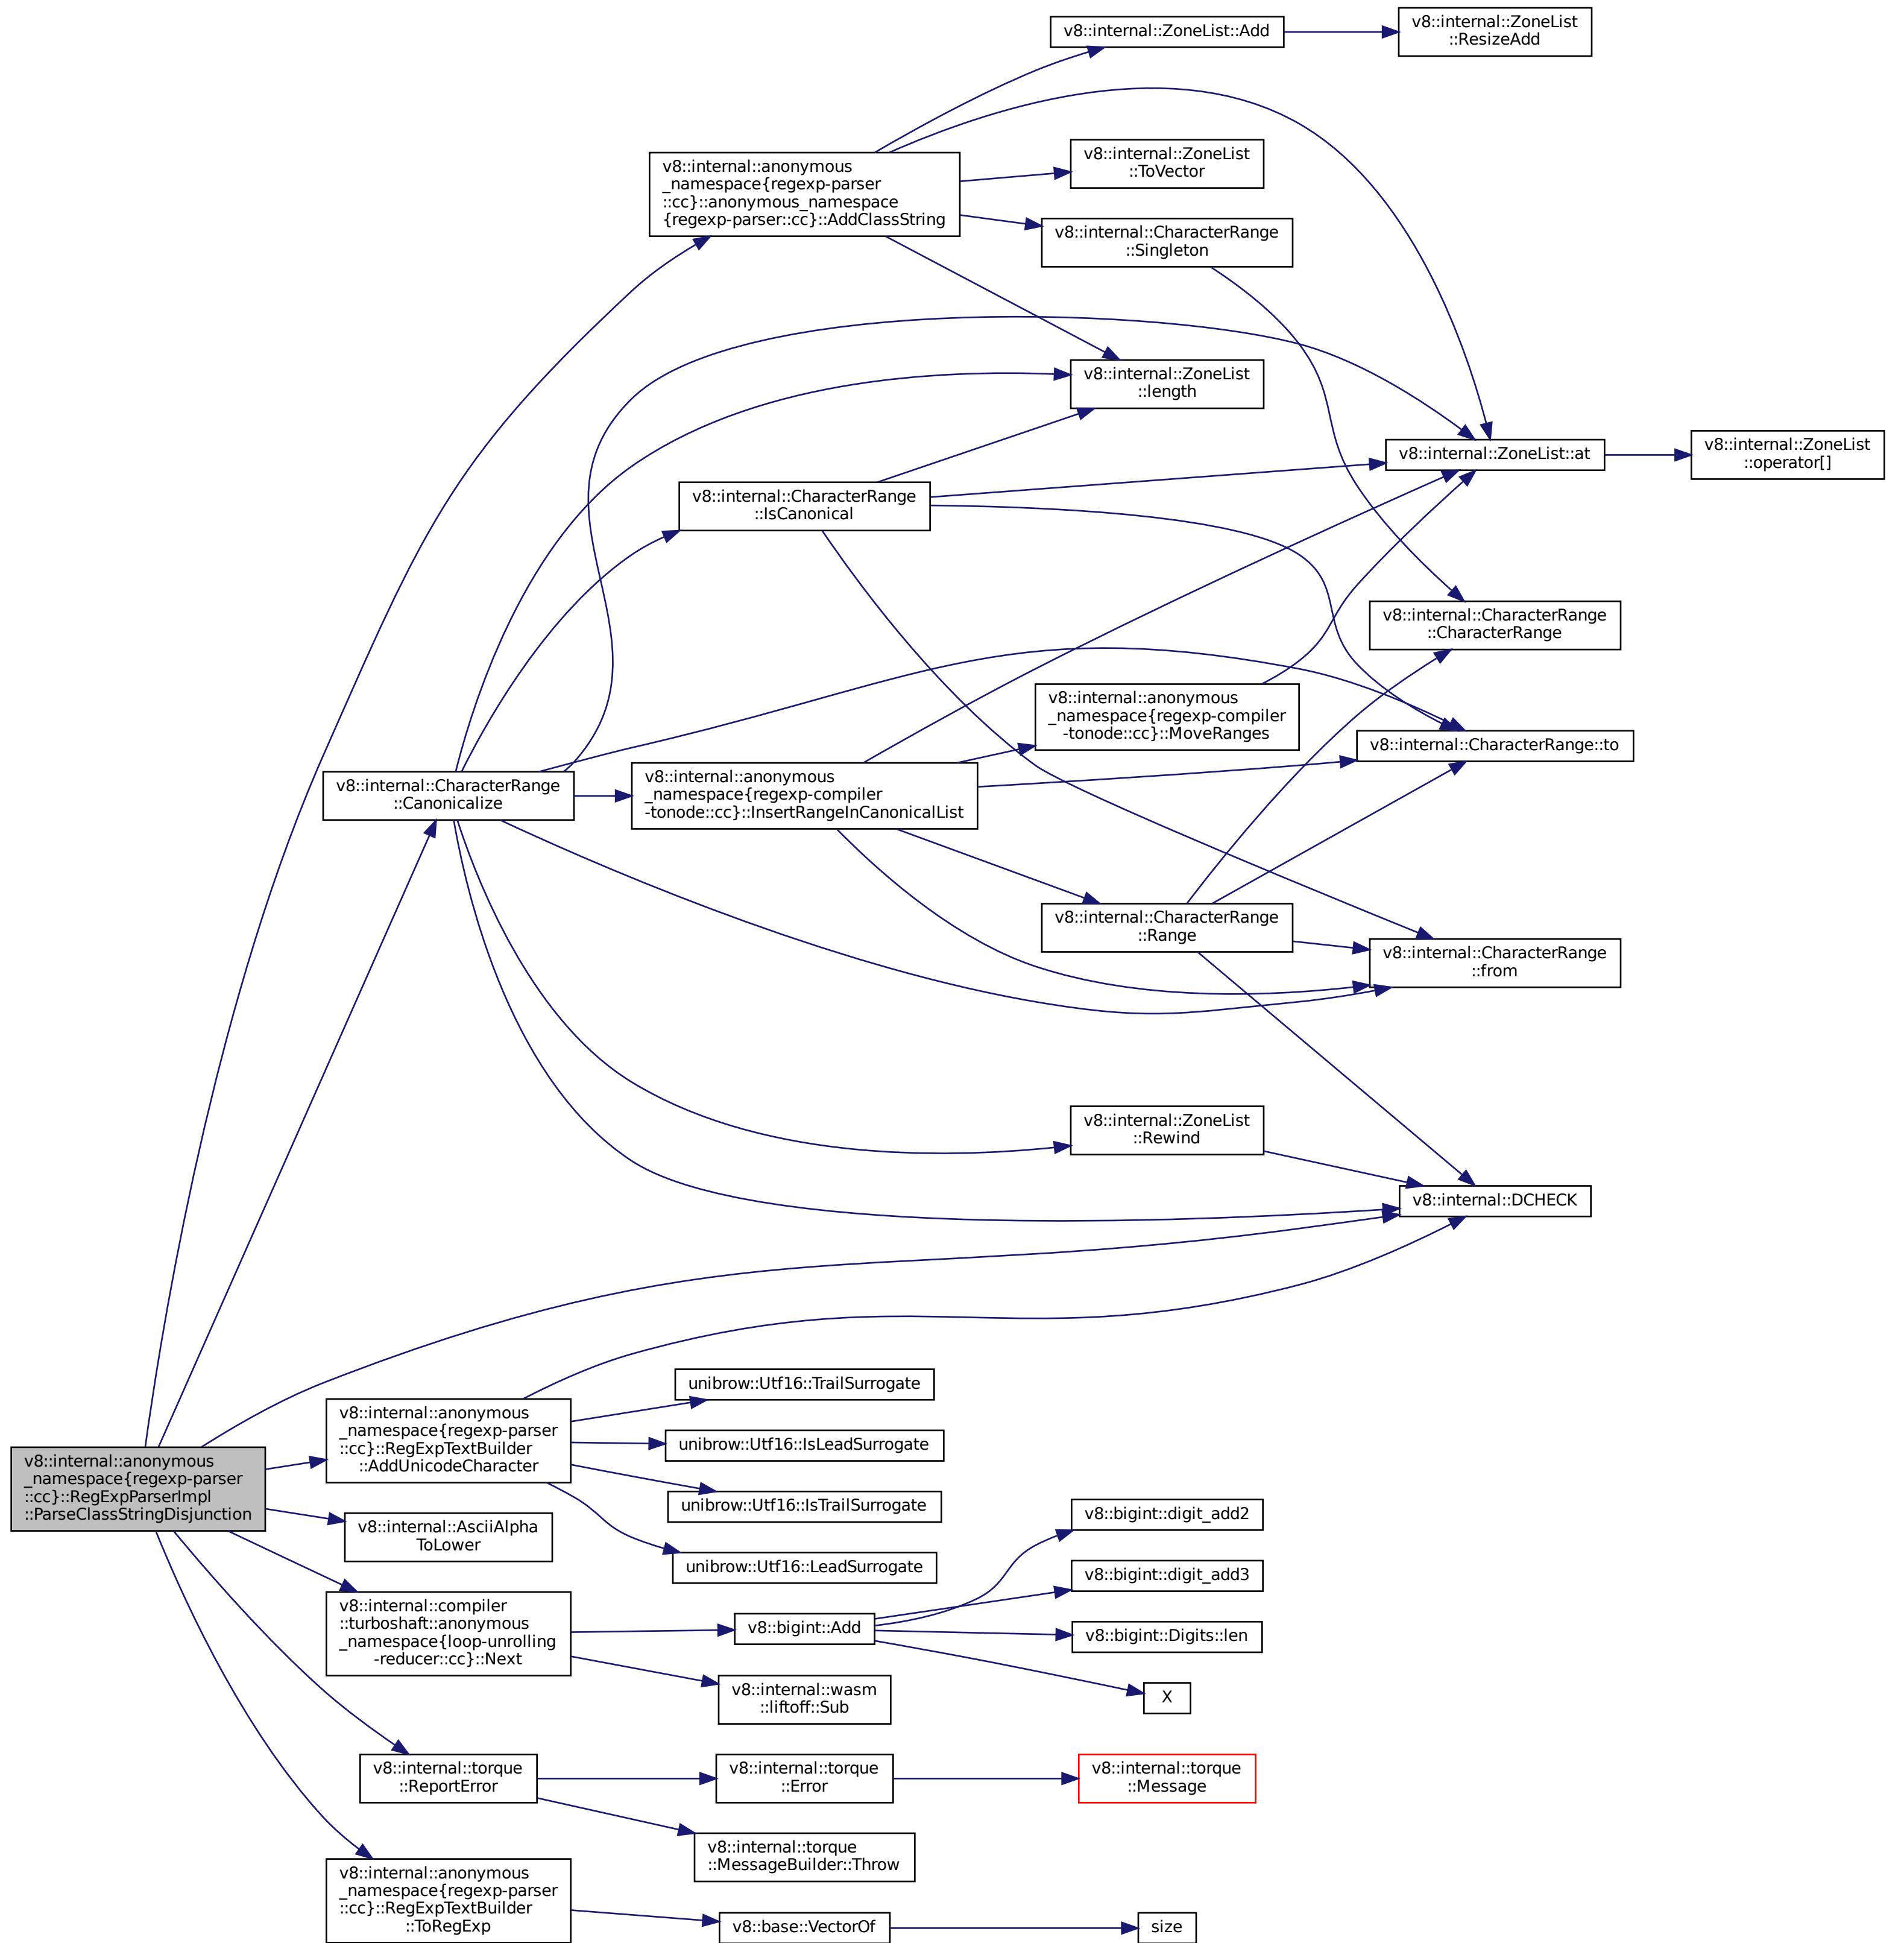 v8::internal::ZoneList::Add
v8::internal::ZoneList
::ResizeAdd
v8::internal::anonymous
_namespace{regexp-parser
::cc}::anonymous_namespace
{regexp-parser::cc}::AddClassString
v8::internal::ZoneList
::ToVector
v8::internal::CharacterRange
::Singleton
v8::internal::ZoneList
::length
v8::internal::ZoneList::at
v8::internal::ZoneList
::operator[]
v8::internal::CharacterRange
::IsCanonical
v8::internal::CharacterRange
::CharacterRange
v8::internal::anonymous
_namespace{regexp-compiler
-tonode::cc}::MoveRanges
v8::internal::CharacterRange::to
v8::internal::CharacterRange
::Canonicalize
v8::internal::anonymous
_namespace{regexp-compiler
-tonode::cc}::InsertRangeInCanonicalList
v8::internal::CharacterRange
::Range
v8::internal::CharacterRange
::from
v8::internal::ZoneList
::Rewind
v8::internal::DCHECK
v8::internal::anonymous
_namespace{regexp-parser
::cc}::RegExpParserImpl
::ParseClassStringDisjunction
v8::internal::anonymous
_namespace{regexp-parser
::cc}::RegExpTextBuilder
::AddUnicodeCharacter
unibrow::Utf16::TrailSurrogate
unibrow::Utf16::IsLeadSurrogate
unibrow::Utf16::IsTrailSurrogate
unibrow::Utf16::LeadSurrogate
v8::internal::AsciiAlpha
ToLower
v8::internal::compiler
::turboshaft::anonymous
_namespace{loop-unrolling
-reducer::cc}::Next
v8::bigint::Add
v8::bigint::digit_add2
v8::bigint::digit_add3
v8::bigint::Digits::len
X
v8::internal::wasm
::liftoff::Sub
v8::internal::torque
::ReportError
v8::internal::torque
::Error
v8::internal::torque
::Message
v8::internal::torque
::MessageBuilder::Throw
v8::internal::anonymous
_namespace{regexp-parser
::cc}::RegExpTextBuilder
::ToRegExp
v8::base::VectorOf
size